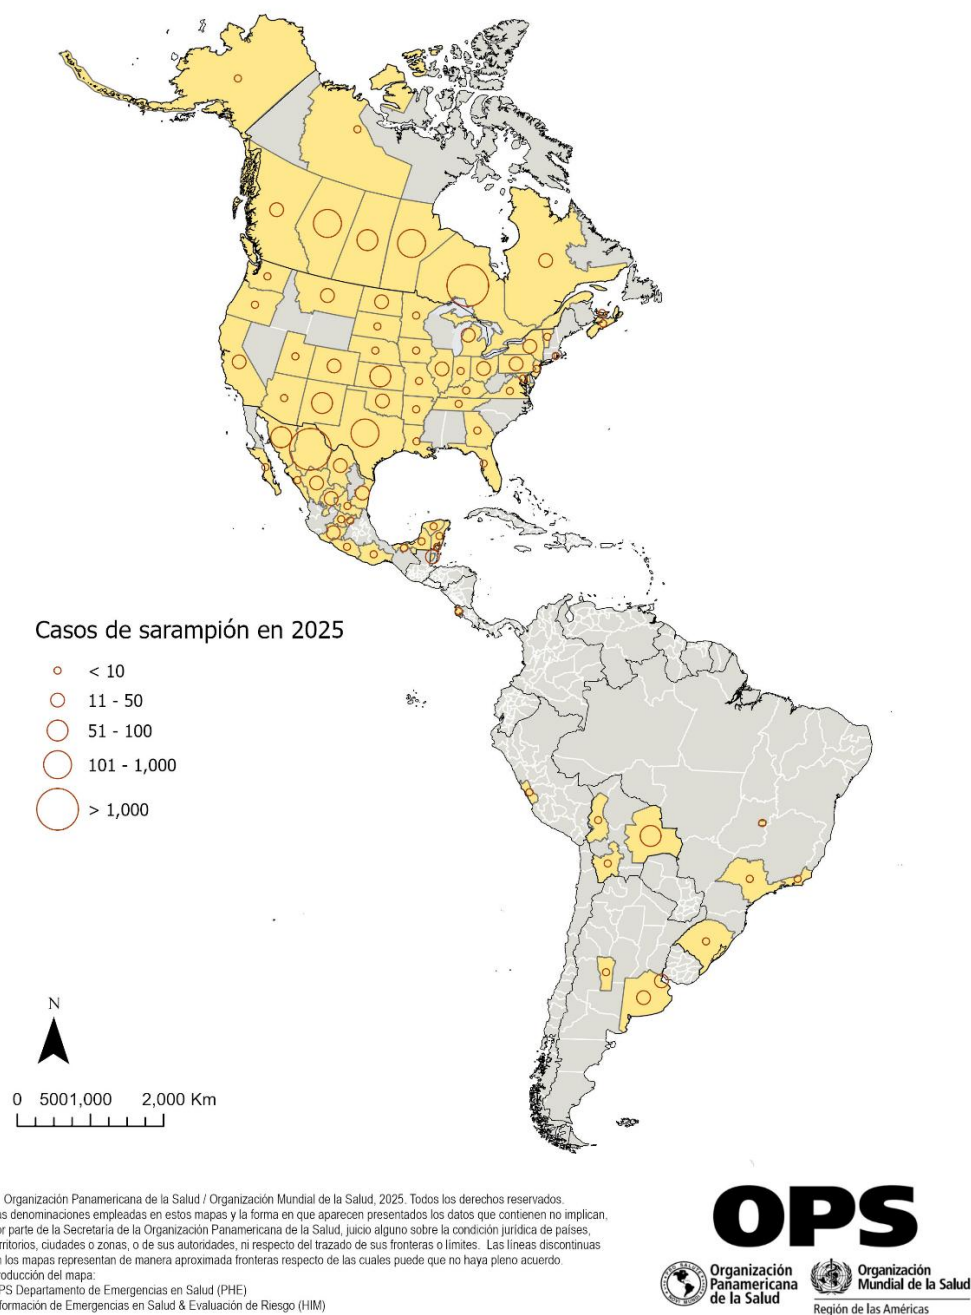 Casos de sarampión en 2025
< 10
11 - 50
51 - 100
101 - 1,000
> 1,000
N
0 5001,000 2,000 Km
Organización Panamericana de la Salud / Organización Mundial de la Salud, 2025. Todos los derechos reservados.
as denominaciones empleadas en estos mapas y la forma en que aparecen presentados los datos que contienen no implican,
or parte de la Secretaría de la Organización Panamericana de la Salud, juicio alguno sobre la condición jurídica de países,
rritorios, ciudades o zonas, o de sus autoridades, ni respecto del trazado de sus fronteras o límites. Las líneas discontinuas
n los mapas representan de manera aproximada fronteras respecto de las cuales puede que no haya pleno acuerdo.
roducción del mapa:
PS Departamento de Emergencias en Salud (PHE)
formación de Emergencias en Salud & Evaluación de Riesgo (HIM)
OPS
Organización
Panamericana
de la Salud
Organización
Mundial de la Salud
Región de las Américas